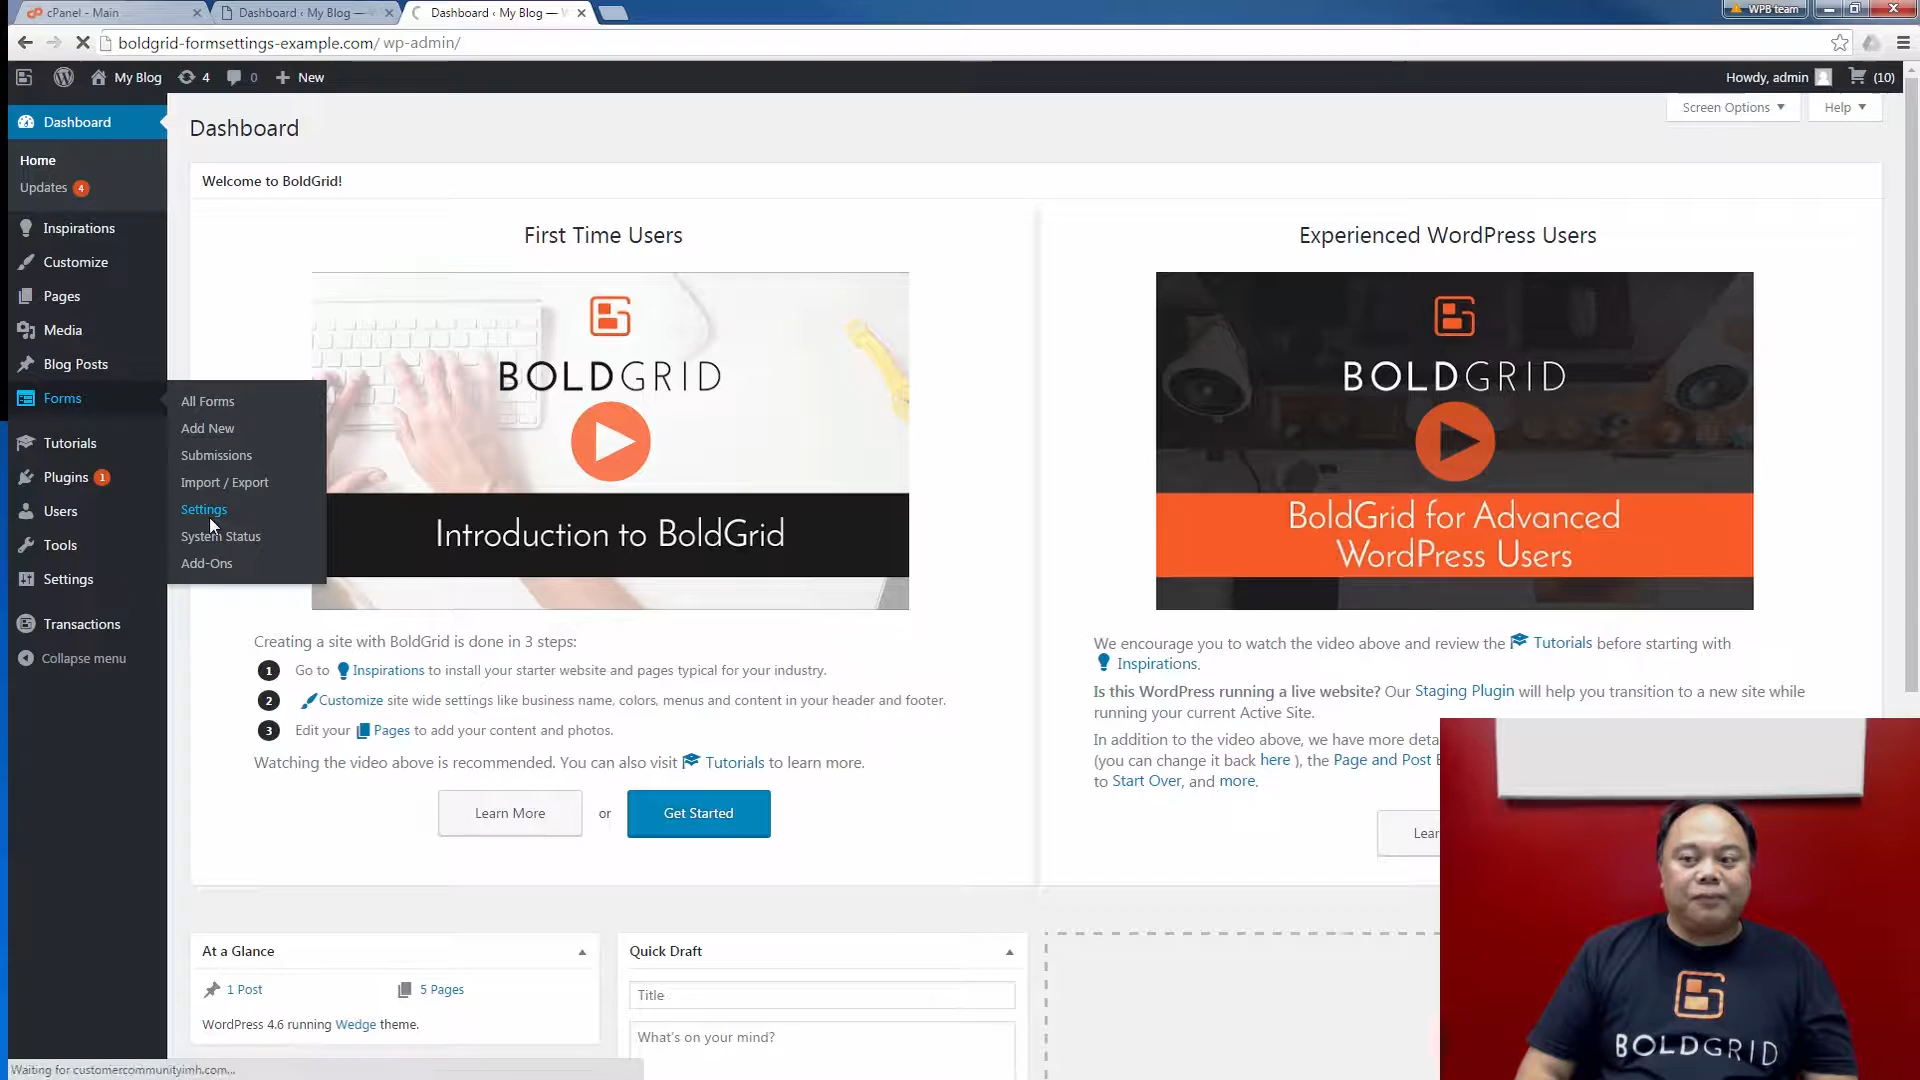 cPanel - Main
Dashboard ‹ My Blog —
Dashboard ‹ My Blog —
WPB team
boldgrid-formsettings-example.com/wp-admin/
My Blog
4
0
New
Howdy, admin
(10)
Dashboard
Home
Updates 4
Inspirations
Customize
Pages
Media
Blog Posts
Forms
Tutorials
Plugins 1
Users
Tools
Settings
Transactions
Collapse menu
All Forms
Add New
Submissions
Import / Export
Settings
System Status
Add-Ons
Dashboard
Screen Options
Help
Welcome to BoldGrid!
First Time Users
BOLDGRID
Introduction to BoldGrid
Creating a site with BoldGrid is done in 3 steps:
1 Go to Inspirations to install your starter website and pages typical for your industry.
2 Customize site wide settings like business name, colors, menus and content in your header and footer.
3 Edit your Pages to add your content and photos.
Watching the video above is recommended. You can also visit Tutorials to learn more.
Learn More or Get Started
Experienced WordPress Users
BOLDGRID
BoldGrid for Advanced
WordPress Users
We encourage you to watch the video above and review the Tutorials before starting with
Inspirations.
Is this WordPress running a live website? Our Staging Plugin will help you transition to a new site while
running your current Active Site.
In addition to the video above, we have more
(you can change it back here ), the Page and Post
to Start Over, and more.
At a Glance
1 Post
5 Pages
WordPress 4.6 running Wedge theme.
Quick Draft
Title
What's on your mind?
BOLDGRID
Waiting for customercommunityimh.com...